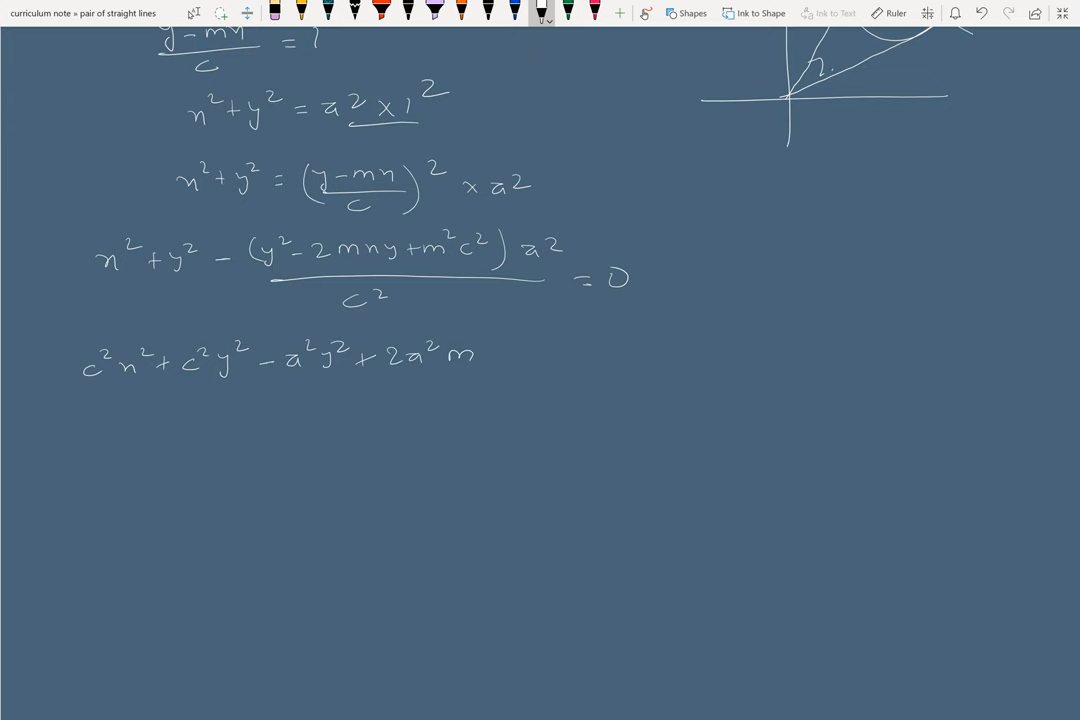 curriculum note » pair of straight lines Shapes Ink to Shape Ink to Text Ruler
y - mx / c = 1
x² + y² = a² × 1²
x² + y² = (y - mx / c)² × a²
x² + y² - (y² - 2mxy + m²c²) a² / c² = 0
c²x² + c²y² - a²y² + 2a²m